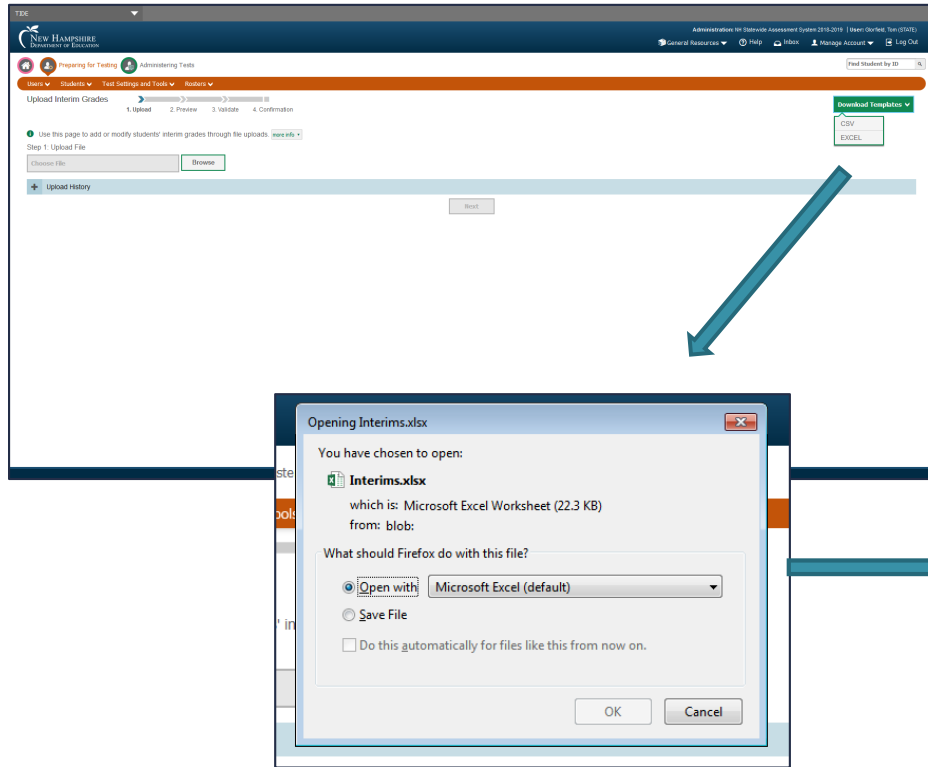 TIDE
NEW HAMPSHIRE
DEPARTMENT OF EDUCATION
Administration: NH Statewide Assessment System 2018-2019 | User: Glorfield, Tom (STATE)
General Resources Help Inbox Manage Account Log Out
Preparing for Testing Administering Tests
Find Student by ID
Users Students Test Settings and Tools Rosters
Upload Interim Grades
1. Upload 2. Preview 3. Validate 4. Confirmation
Download Templates
CSV
EXCEL
Use this page to add or modify students' interim grades through file uploads. more info
Step 1: Upload File
Choose File Browse
+ Upload History
Next
Opening Interims.xlsx
You have chosen to open:
ste
Interims.xlsx
which is: Microsoft Excel Worksheet (22.3 KB)
ools
from: blob:
What should Firefox do with this file?
Open with Microsoft Excel (default)
Save File
' in
Do this automatically for files like this from now on.
OK Cancel